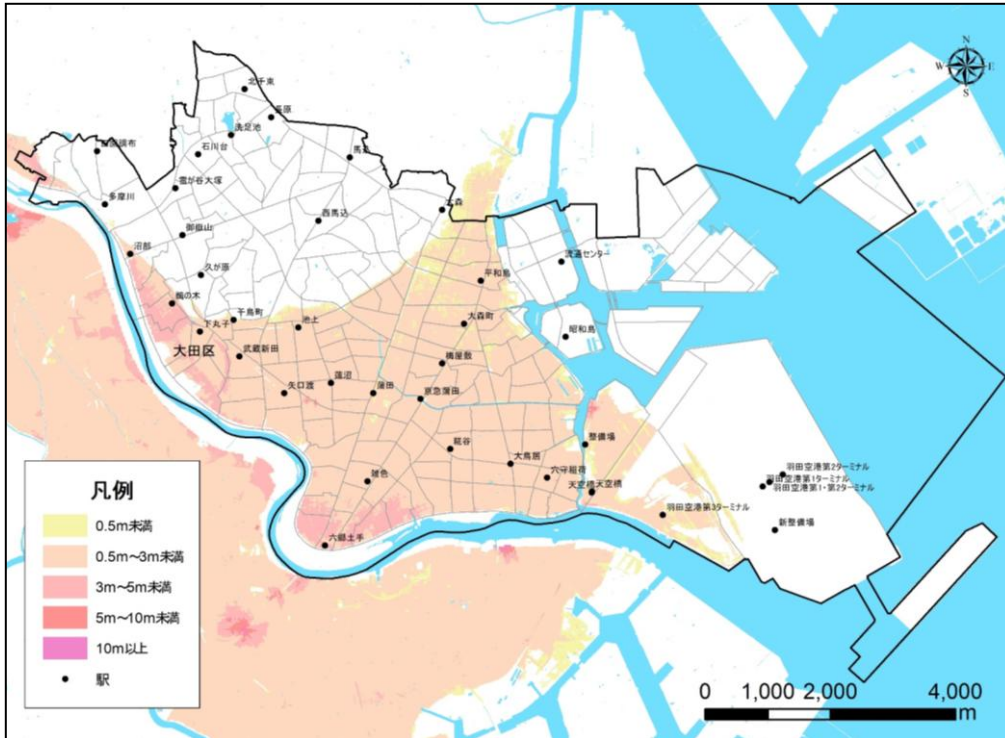 N
W
E
S
北千束
長原
洗足池
石川台
馬込
田園調布
雪が谷大塚
多摩川
大森
西馬込
御嶽山
沼部
流通センター
久が原
平和島
鵜の木
千鳥町
池上
大森町
昭和島
下丸子
大田区
武蔵新田
梅屋敷
蓮沼
矢口渡
蒲田
京急蒲田
整備場
糀谷
大鳥居
穴守稲荷
羽田空港第2ターミナル
羽田空港第1ターミナル
羽田空港第1・第2ターミナル
雑色
天空橋
天空橋
羽田空港第3ターミナル
新整備場
六郷土手
凡例
0.5m未満
0.5m～3m未満
3m～5m未満
5m～10m未満
10m以上
駅
0 1,000 2,000 4,000
m